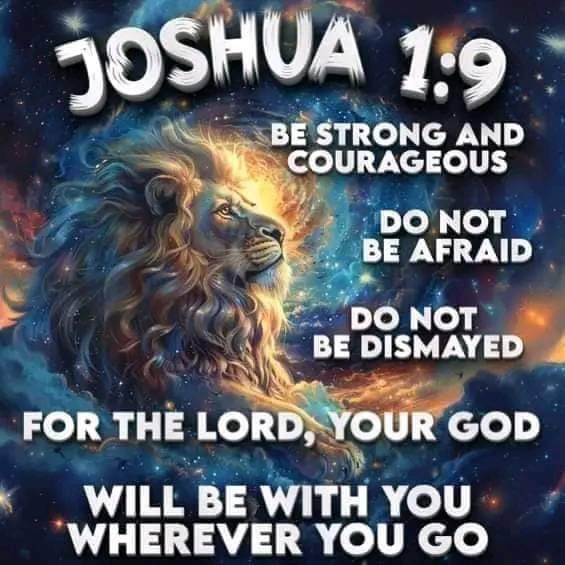 JOSHUA 1:9
BE STRONG AND
COURAGEOUS
DO NOT
BE AFRAID
DO NOT
BE DISMAYED
FOR THE LORD, YOUR GOD
WILL BE WITH YOU
WHEREVER YOU GO